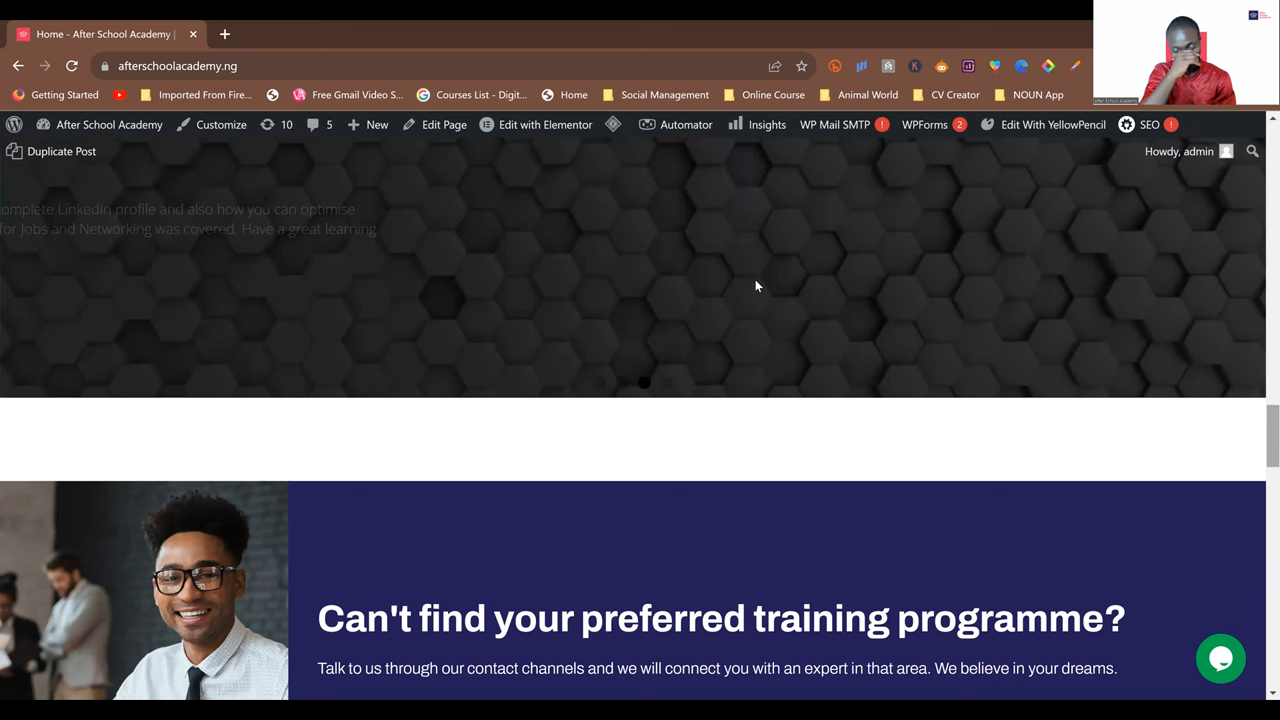 Home - After School Academy |
afterschoolacademy.ng
Getting Started
Imported From Fire...
Free Gmail Video S...
Courses List - Digit...
Home
Social Management
Online Course
Animal World
CV Creator
NOUN App
After School Academy
Customize
10
5
New
Edit Page
Edit with Elementor
Automator
Insights
WP Mail SMTP !
WPForms 2
Edit With YellowPencil
SEO !
Duplicate Post
Howdy, admin
omplete LinkedIn profile and also how you can optimise
for Jobs and Networking was covered. Have a great learning
Can't find your preferred training programme?
Talk to us through our contact channels and we will connect you with an expert in that area. We believe in your dreams.
After School Academy